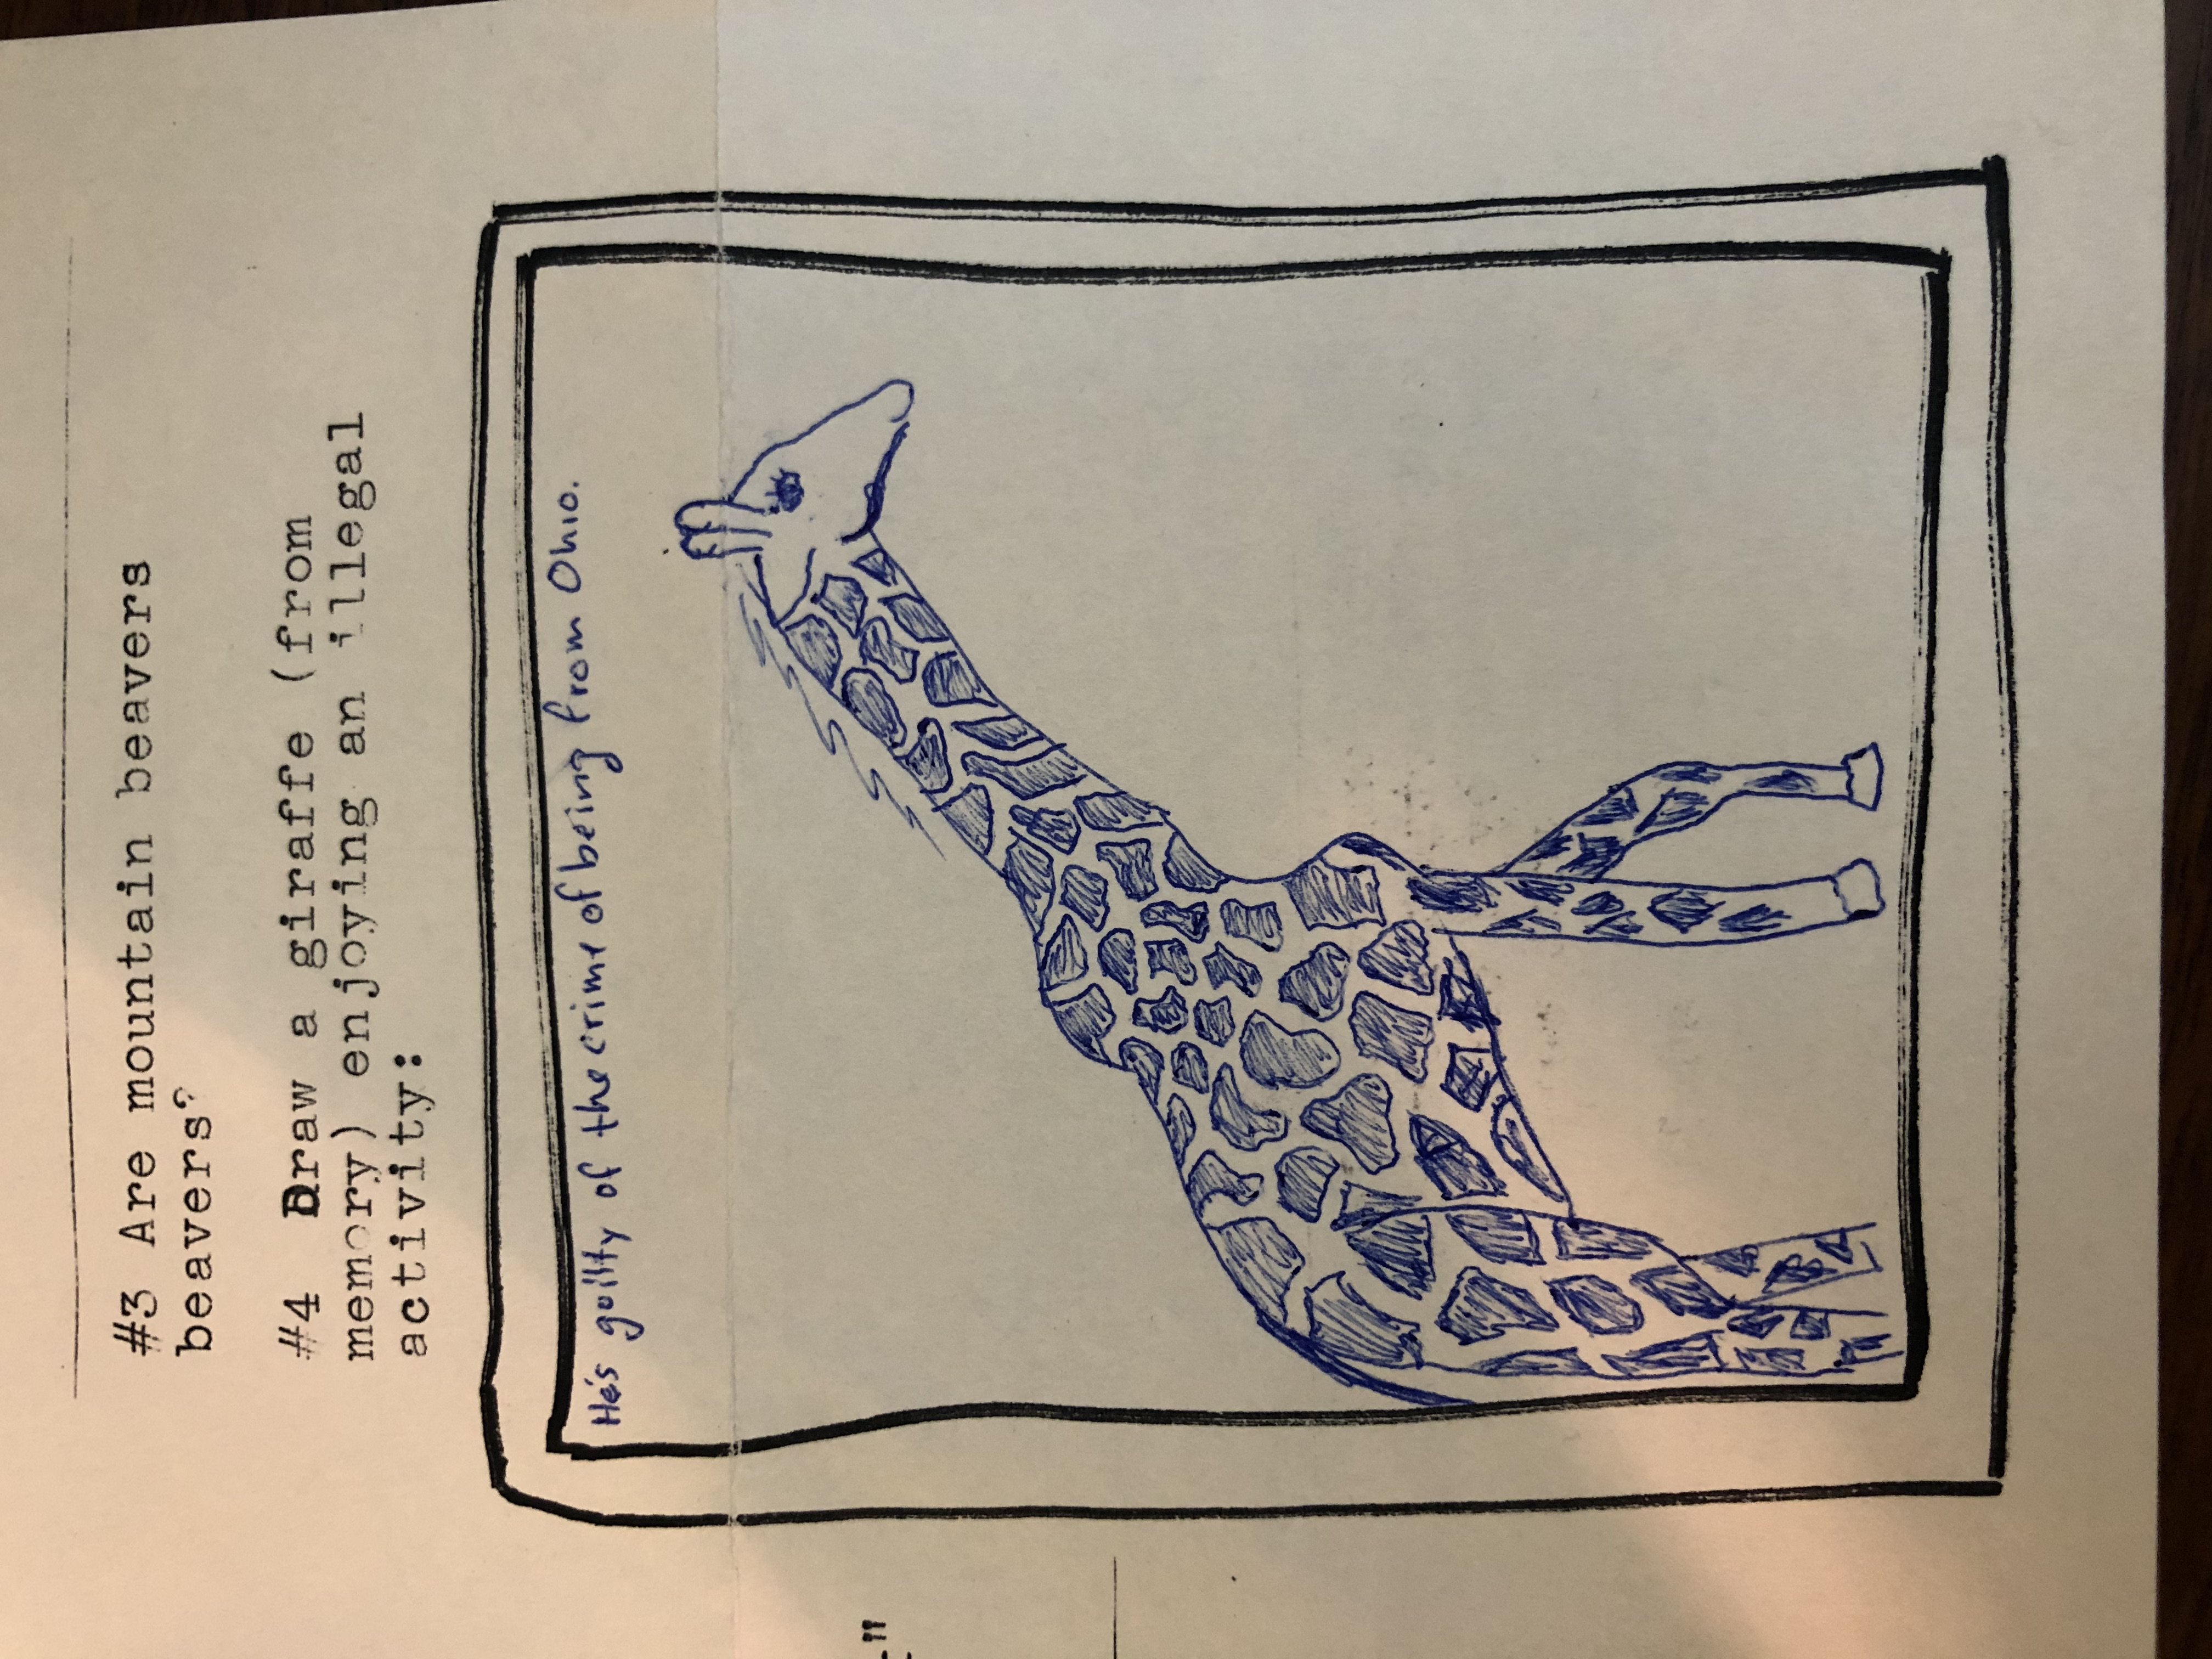 #3 Are mountain beavers
beavers?
#4 Draw a giraffe (from
memory) enjoying an illegal
activity:
He's guilty of the crime of being from Ohio.
"